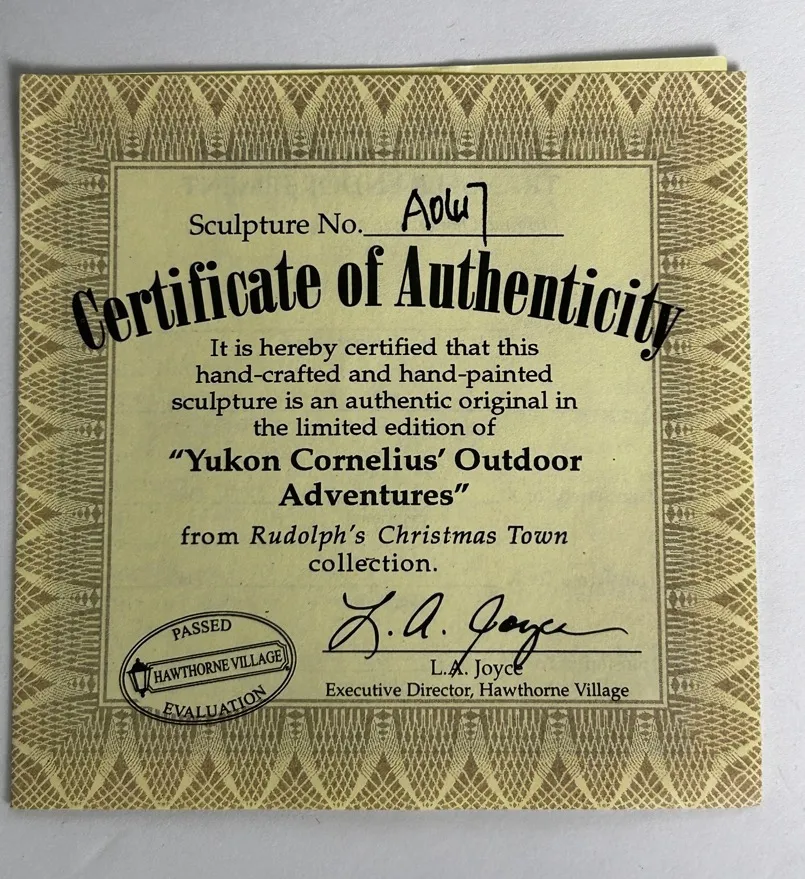 Sculpture No.
Certificate of Authenticity
It is hereby certified that this
hand-crafted and hand-painted
sculpture is an authentic original in
the limited edition of
“Yukon Cornelius’ Outdoor
Adventures”
from Rudolph’s Christmas Town
collection.
L. A. Joyce
L.A. Joyce
Executive Director, Hawthorne Village
PASSED
HAWTHORNE VILLAGE
EVALUATION